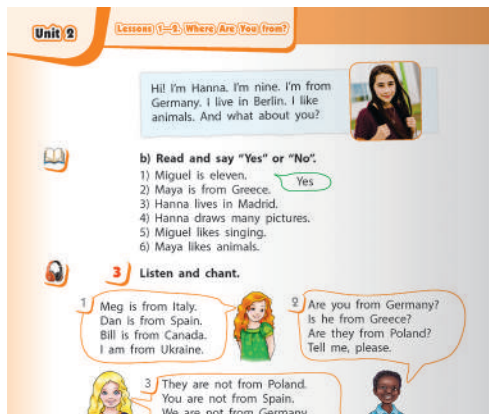 Unit 2
Lessons 1–2. Where Are You from?
Hi! I'm Hanna. I'm nine. I'm from
Germany. I live in Berlin. I like
animals. And what about you?
b) Read and say "Yes" or "No".
1) Miguel is eleven.
Yes
2) Maya is from Greece.
3) Hanna lives in Madrid.
4) Hanna draws many pictures.
5) Miguel likes singing.
6) Maya likes animals.
3 Listen and chant.
1
Meg is from Italy.
Dan is from Spain.
Bill is from Canada.
I am from Ukraine.
2
Are you from Germany?
Is he from Greece?
Are they from Poland?
Tell me, please.
3 They are not from Poland.
You are not from Spain.
We are not from Germany